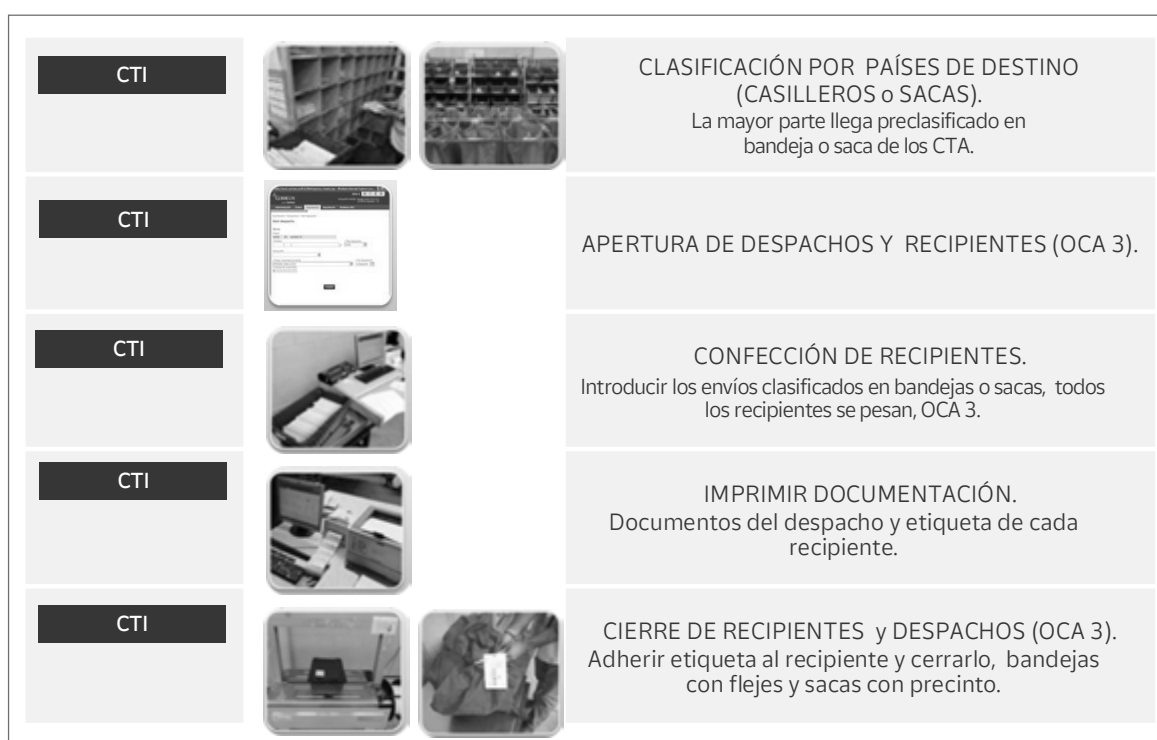 CTI
CLASIFICACIÓN POR PAÍSES DE DESTINO
(CASILLEROS o SACAS).
La mayor parte llega preclasificado en
bandeja o saca de los CTA.
CTI
APERTURA DE DESPACHOS Y RECIPIENTES (OCA 3).
CTI
CONFECCIÓN DE RECIPIENTES.
Introducir los envíos clasificados en bandejas o sacas, todos
los recipientes se pesan, OCA 3.
CTI
IMPRIMIR DOCUMENTACIÓN.
Documentos del despacho y etiqueta de cada
recipiente.
CTI
CIERRE DE RECIPIENTES y DESPACHOS (OCA 3).
Adherir etiqueta al recipiente y cerrarlo, bandejas
con flejes y sacas con precinto.